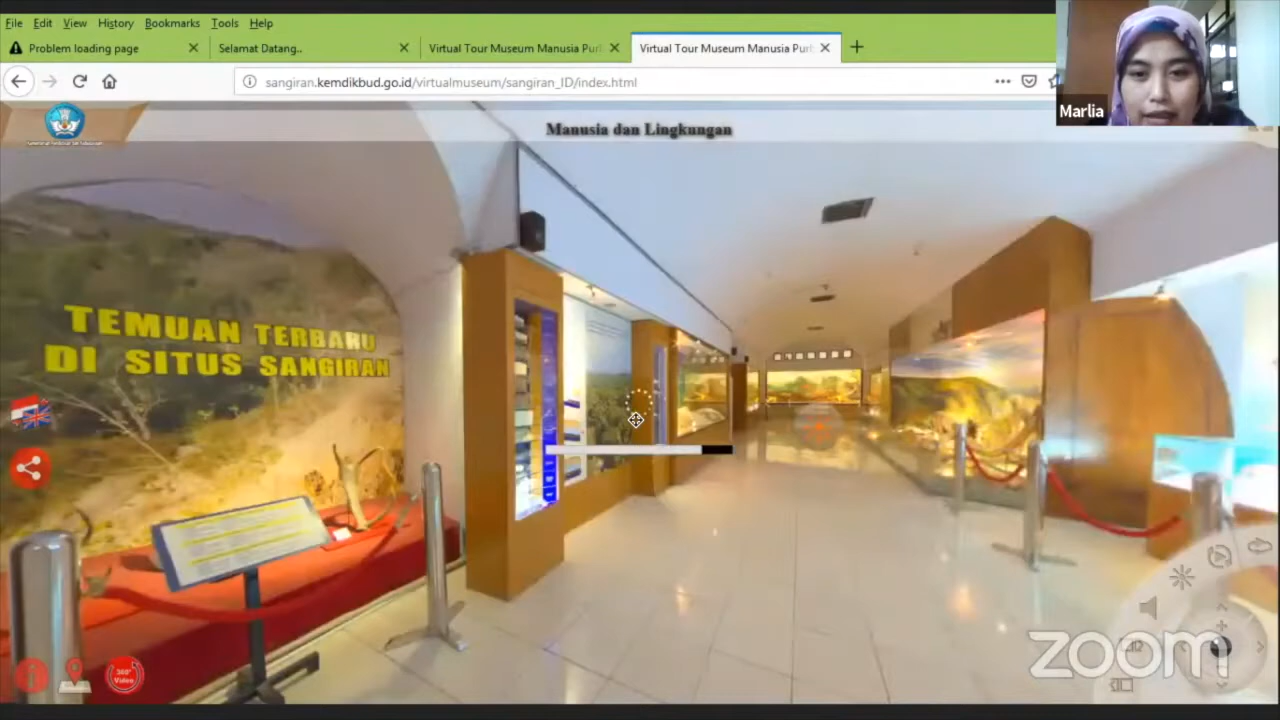 File Edit View History Bookmarks Tools Help
Problem loading page
Selamat Datang..
Virtual Tour Museum Manusia Purb
Virtual Tour Museum Manusia Purb
sangiran.kemdikbud.go.id/virtualmuseum/sangiran_ID/index.html
Marlia
Manusia dan Lingkungan
TEMUAN TERBARU
DI SITUS SANGIRAN
360°
Video
zoom